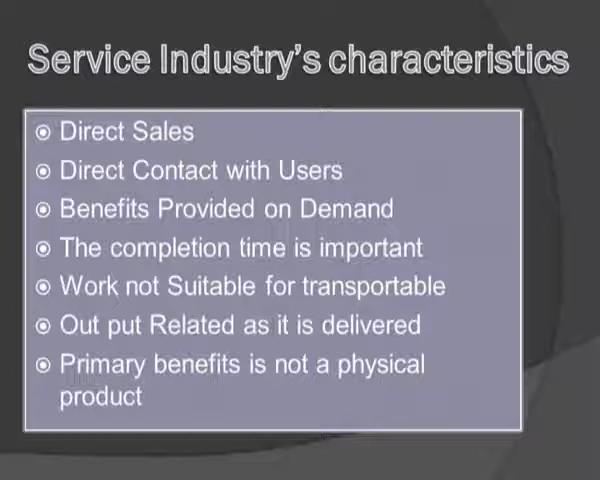 Service Industry’s characteristics
Direct Sales
Direct Contact with Users
Benefits Provided on Demand
The completion time is important
Work not Suitable for transportable
Out put Related as it is delivered
Primary benefits is not a physical
product